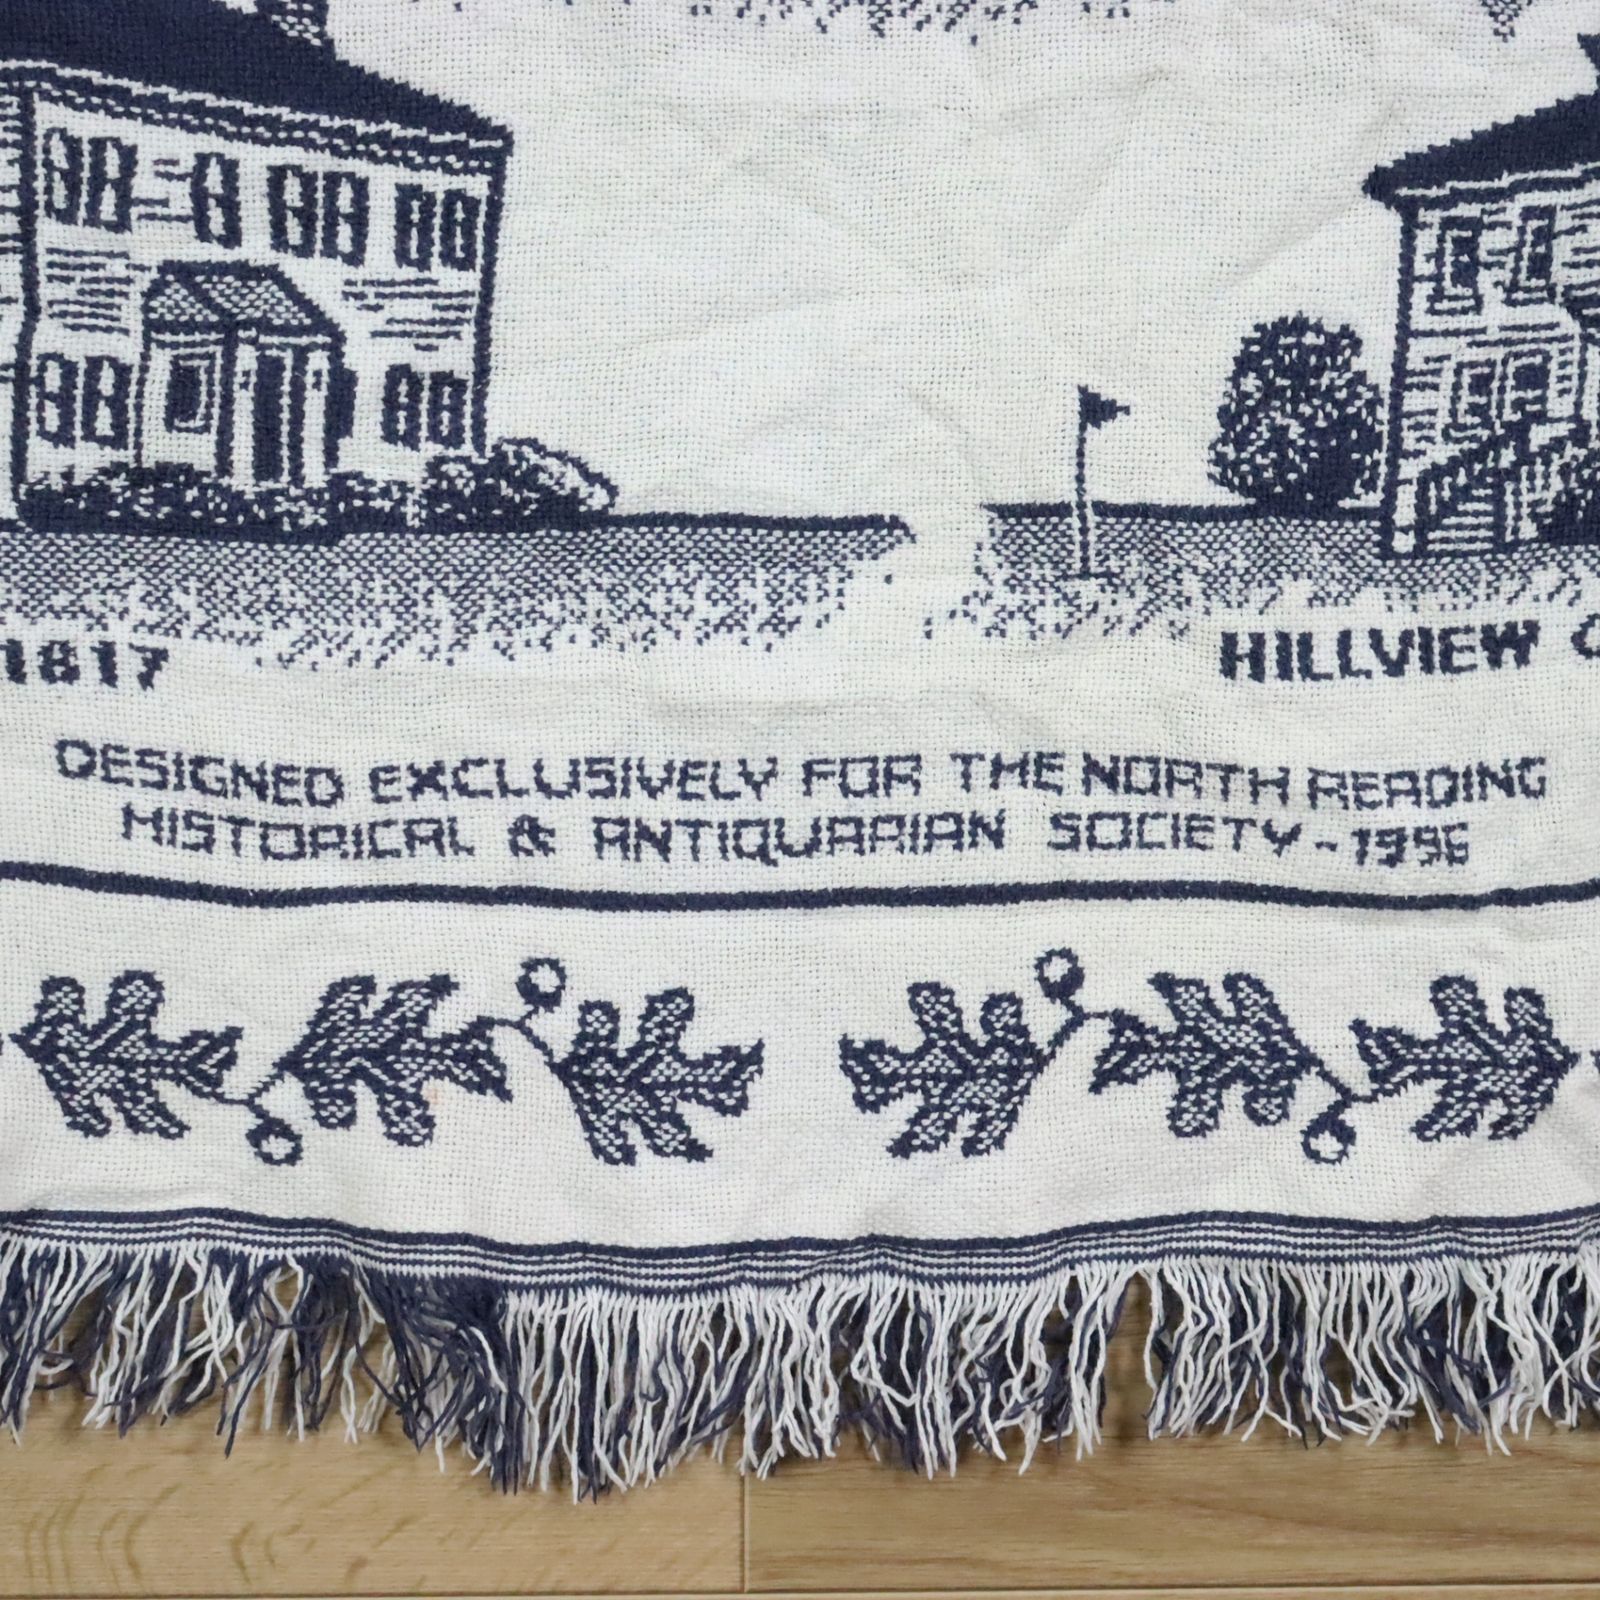 1817
HILLVIEW C
DESIGNED EXCLUSIVELY FOR THE NORTH READING
HISTORICAL & ANTIQUARIAN SOCIETY - 1996